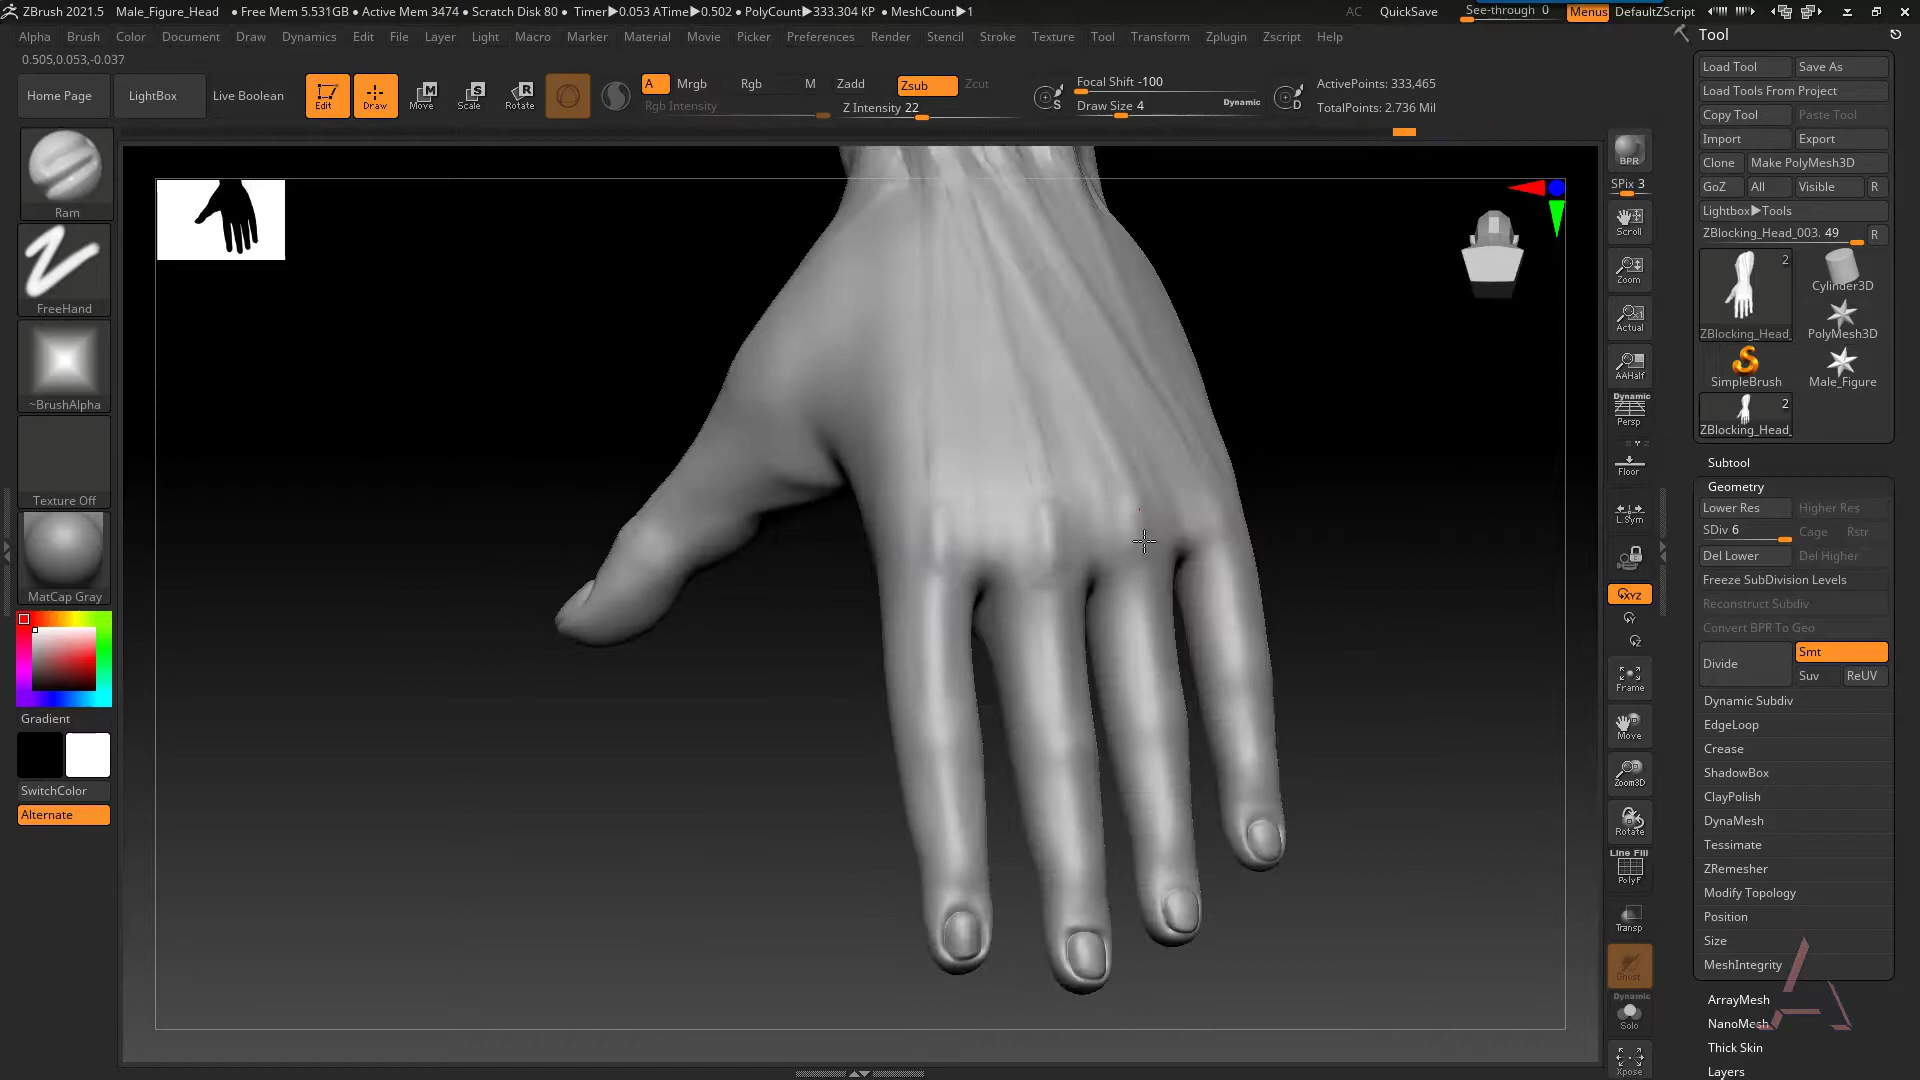 ZBrush 2021.5 Male_Figure_Head • Free Mem 5.531GB • Active Mem 3474 • Scratch Disk 80 • Timer▶0.053 ATime▶0.502 • PolyCount▶333.304 KP • MeshCount▶1 AC QuickSave See-through 0 Menus DefaultZScript
Alpha Brush Color Document Draw Dynamics Edit File Layer Light Macro Marker Material Movie Picker Preferences Render Stencil Stroke Texture Tool Transform Zplugin Zscript Help
0.505,0.053,-0.037
Home Page LightBox Live Boolean Edit Draw Move Scale Rotate
M S R
A Mrgb Rgb M Zadd Zsub Zcut
Rgb Intensity Z Intensity 22
S Focal Shift -100
Draw Size 4 Dynamic
D ActivePoints: 333,465
TotalPoints: 2.736 Mil
Ram
FreeHand
~BrushAlpha
Texture Off
MatCap Gray
Gradient
SwitchColor
Alternate
BPR
SPix 3
Scroll
Zoom
Actual
AAHalf
Dynamic
Persp
Floor
L.Sym
XYZ
Y
Z
Frame
Move
Zoom3D
Rotate
Line Fill
PolyF
Transp
Ghost
Dynamic
Solo
Xpose
Tool
Load Tool Save As
Load Tools From Project
Copy Tool Paste Tool
Import Export
Clone Make PolyMesh3D
GoZ All Visible R
Lightbox▶Tools
ZBlocking_Head_003. 49 R
2
Cylinder3D
ZBlocking_Head_ PolyMesh3D
SimpleBrush Male_Figure
2
ZBlocking_Head_
Subtool
Geometry
Lower Res Higher Res
SDiv 6 Cage Rstr
Del Lower Del Higher
Freeze SubDivision Levels
Reconstruct Subdiv
Convert BPR To Geo
Divide Smt
Suv ReUV
Dynamic Subdiv
EdgeLoop
Crease
ShadowBox
ClayPolish
DynaMesh
Tessimate
ZRemesher
Modify Topology
Position
Size
MeshIntegrity
ArrayMesh
NanoMesh
Thick Skin
Layers